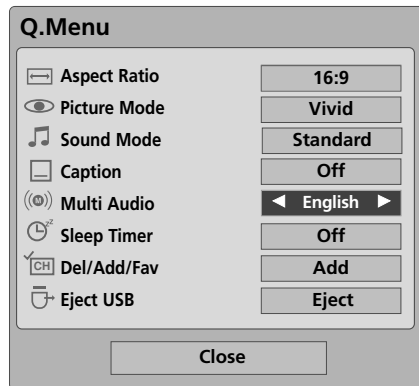 Q.Menu
Aspect Ratio 16:9
Picture Mode Vivid
Sound Mode Standard
Caption Off
Multi Audio ◀ English ▶
Sleep Timer Off
Del/Add/Fav Add
Eject USB Eject
Close